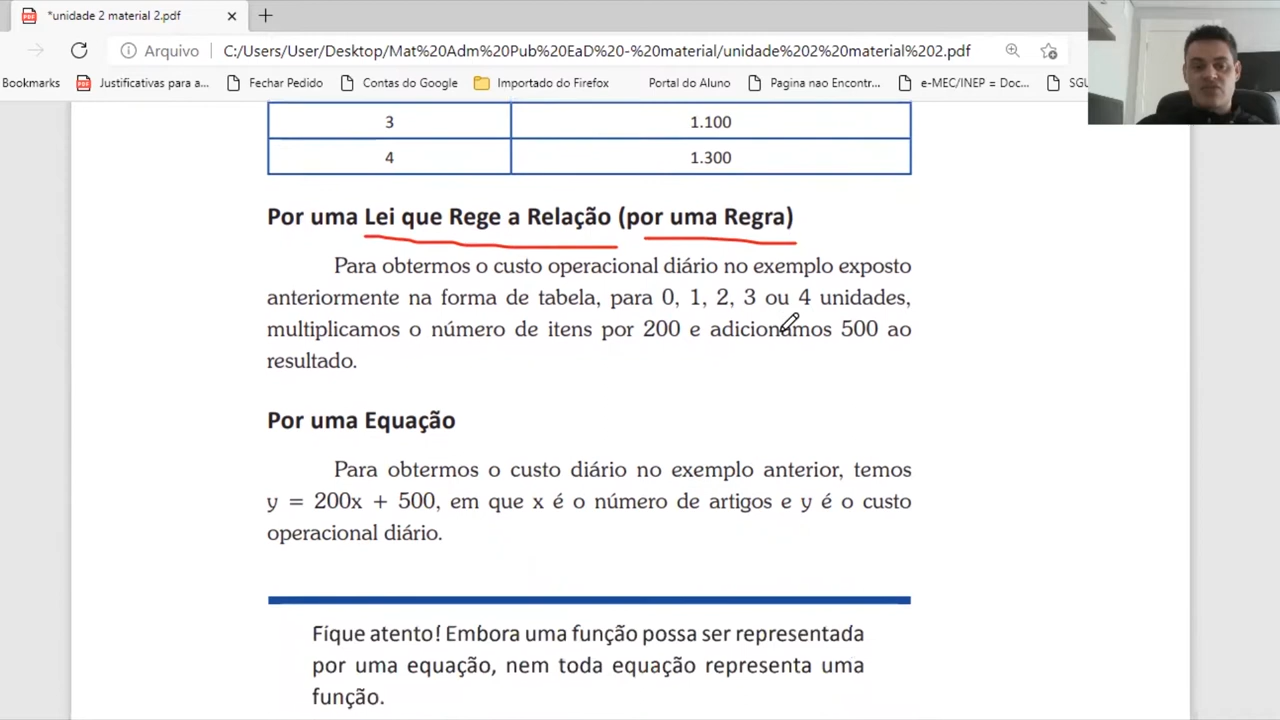 *unidade 2 material 2.pdf
Arquivo
C:/Users/User/Desktop/Mat%20Adm%20Pub%20EaD%20-%20material/unidade%202%20material%202.pdf
Bookmarks
Justificativas para a...
Fechar Pedido
Contas do Google
Importado do Firefox
Portal do Aluno
Pagina nao Encontr...
e-MEC/INEP = Doc...
SGU
3 1.100
4 1.300
Por uma Lei que Rege a Relação (por uma Regra)
Para obtermos o custo operacional diário no exemplo exposto
anteriormente na forma de tabela, para 0, 1, 2, 3 ou 4 unidades,
multiplicamos o número de itens por 200 e adicionamos 500 ao
resultado.
Por uma Equação
Para obtermos o custo diário no exemplo anterior, temos
y = 200x + 500, em que x é o número de artigos e y é o custo
operacional diário.
Fique atento! Embora uma função possa ser representada
por uma equação, nem toda equação representa uma
função.